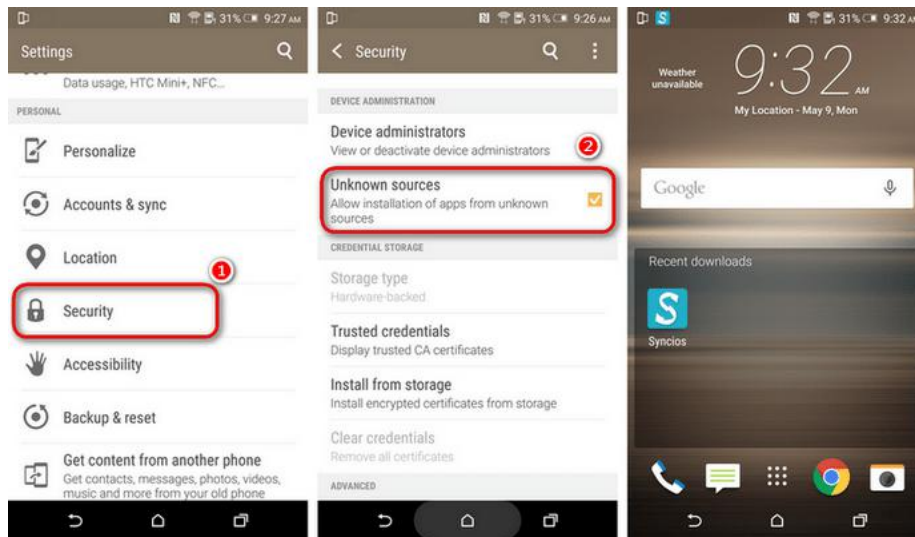 31% 9:27 AM
Settings
Data usage, HTC Mini+, NFC...
PERSONAL
Personalize
Accounts & sync
Location
1
Security
Accessibility
Backup & reset
Get content from another phone
Get contacts, messages, photos, videos,
music and more from your old phone
31% 9:26 AM
Security
DEVICE ADMINISTRATION
Device administrators
View or deactivate device administrators
2
Unknown sources
Allow installation of apps from unknown
sources
CREDENTIAL STORAGE
Storage type
Hardware-backed
Trusted credentials
Display trusted CA certificates
Install from storage
Install encrypted certificates from storage
Clear credentials
Remove all certificates
ADVANCED
S 31% 9:32 A
Weather
unavailable
9:32 AM
My Location - May 9, Mon
Google
Recent downloads
S
Syncios